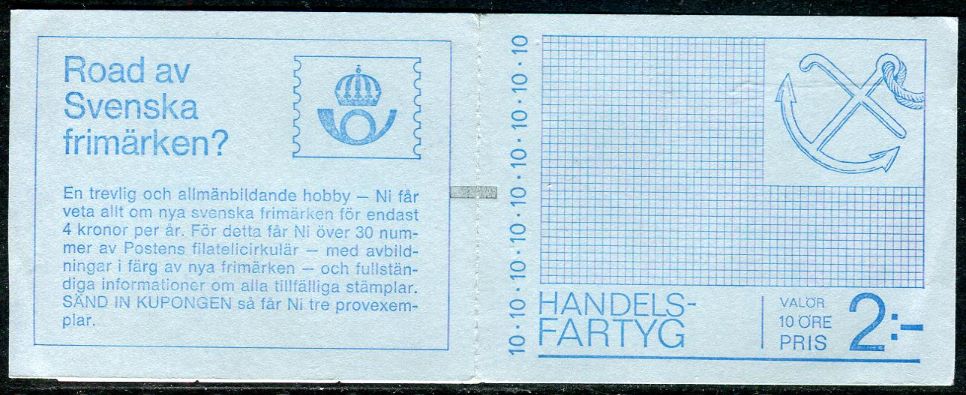 Road av
Svenska
frimärken?
En trevlig och allmänbildande hobby – Ni får
veta allt om nya svenska frimärken för endast
4 kronor per år. För detta får Ni över 30 num-
mer av Postens filatelicirkulär – med avbild-
ningar i färg av nya frimärken – och fullstän-
diga informationer om alla tillfälliga stämplar.
SÄND IN KUPONGEN så får Ni tre provexem-
plar.
10·10·10·10·10·10·10·10·10·10
HANDELS-
FARTYG
VALÖR
10 ÖRE
PRIS
2:-